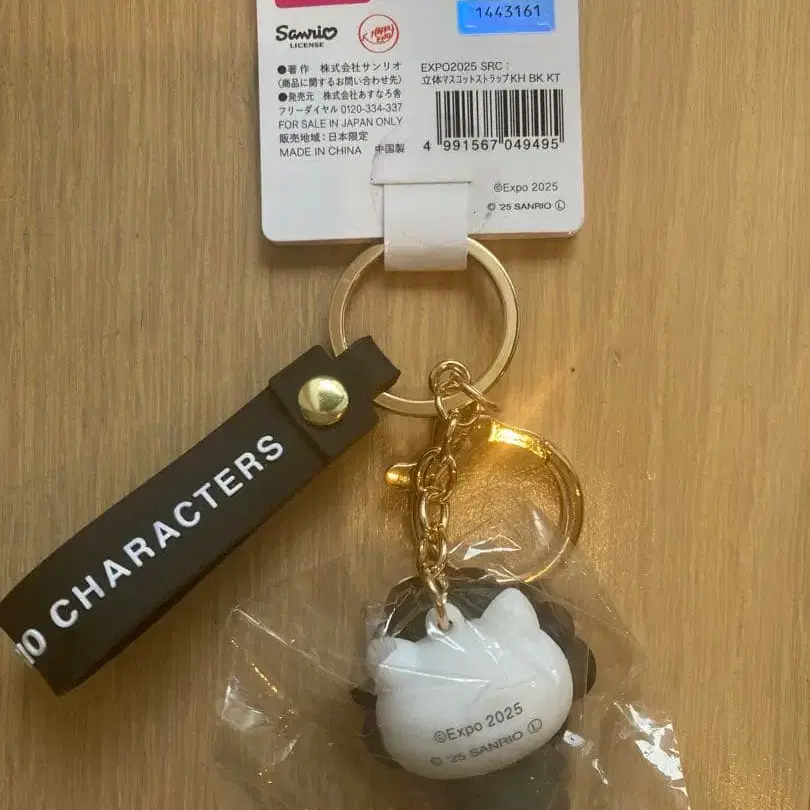 1443161
Sanrio
LICENSE
EXPO2025 SRC :
立体マスコットストラップKH BK KT
●著作 株式会社サンリオ
〈商品に関するお問い合わせ先〉
●発売元 株式会社あすなろ舎
フリーダイヤル 0120-334-337
FOR SALE IN JAPAN ONLY
販売地域:日本限定
MADE IN CHINA 中国製
4 991567 049495
©Expo 2025
© '25 SANRIO Ⓛ
IO CHARACTERS
©Expo 2025
© '25 SANRIO Ⓛ